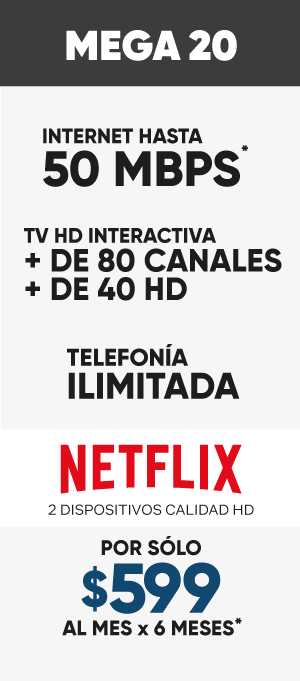 MEGA 20
INTERNET HASTA
50 MBPS*
TV HD INTERACTIVA
+ DE 80 CANALES
+ DE 40 HD
TELEFONÍA
ILIMITADA
NETFLIX
2 DISPOSITIVOS CALIDAD HD
POR SÓLO
$599
AL MES x 6 MESES*